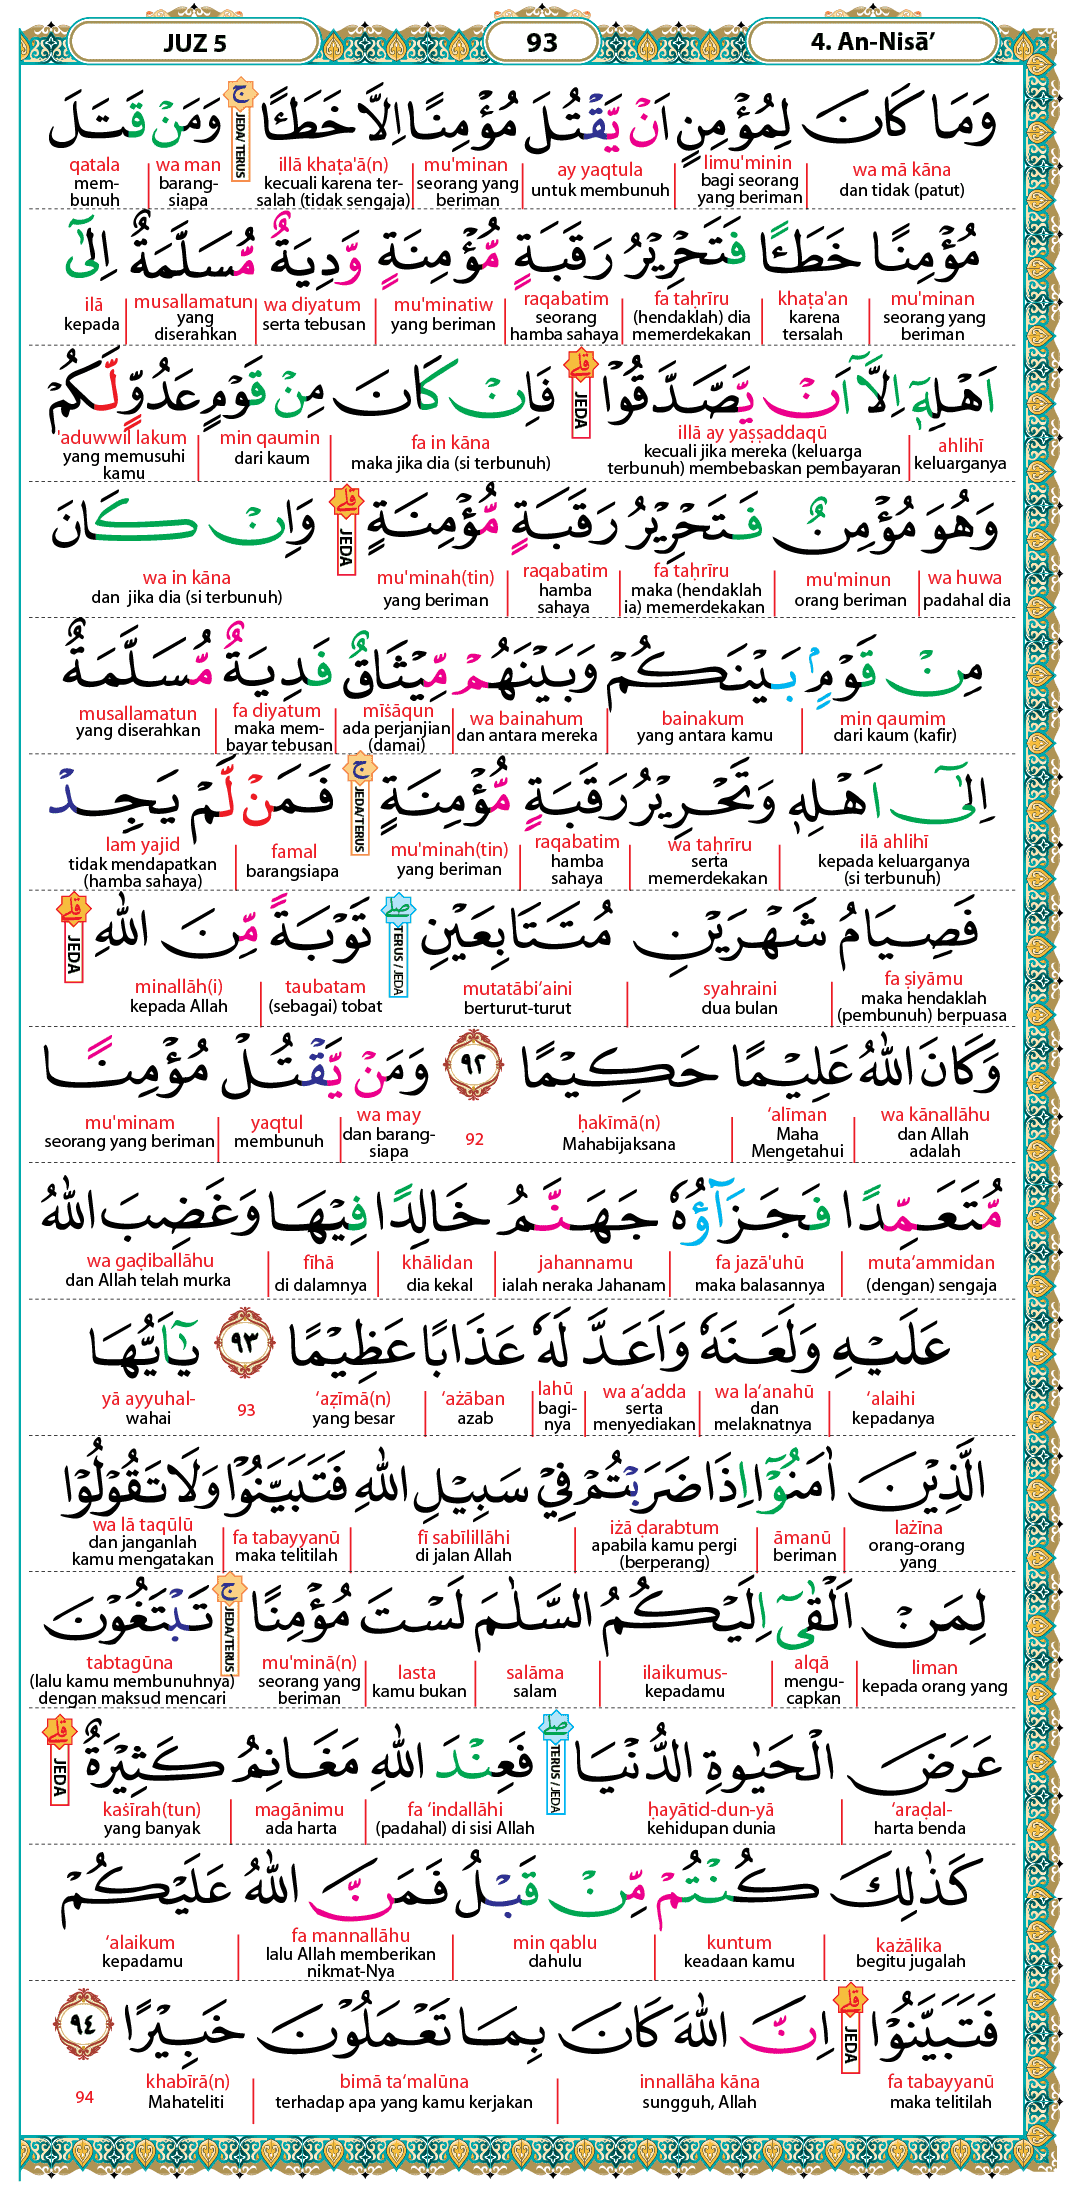 JUZ 5
93
4. An-Nisā’
وَمَا كَانَ لِمُؤْمِنٍ اَنْ يَّقْتُلَ مُؤْمِنًا اِلَّا خَطَـًٔا ۚ وَمَنْ قَتَلَ
JEDA/ TERUS
wa mā kāna limu'minin ay yaqtula mu'minan illā khaṭa'ā(n) wa man qatala
dan tidak (patut) bagi seorang yang beriman untuk membunuh seorang yang beriman kecuali karena ter-salah (tidak sengaja) barang-siapa mem-bunuh
مُؤْمِنًا خَطَـًٔا فَتَحْرِيْرُ رَقَبَةٍ مُّؤْمِنَةٍ وَّدِيَةٌ مُّسَلَّمَةٌ اِلٰٓى
mu'minan khaṭa'an fa taḥrīru raqabatim mu'minatiw wa diyatum musallamatun ilā
seorang yang beriman karena tersalah (hendaklah) dia memerdekakan seorang hamba sahaya yang beriman serta tebusan yang diserahkan kepada
اَهْلِهٖٓ اِلَّآ اَنْ يَّصَّدَّقُوْا ۗ فَاِنْ كَانَ مِنْ قَوْمٍ عَدُوٍّ لَّكُمْ
JEDA
ahlihī illā ay yaṣṣaddaqū fa in kāna min qaumin 'aduwwil lakum
keluarganya kecuali jika mereka (keluarga terbunuh) membebaskan pembayaran maka jika dia (si terbunuh) dari kaum yang memusuhi kamu
وَهُوَ مُؤْمِنٌ فَتَحْرِيْرُ رَقَبَةٍ مُّؤْمِنَةٍ ۗ وَاِنْ كَانَ
JEDA
wa huwa mu'minun fa taḥrīru raqabatim mu'minah(tin) wa in kāna
padahal dia orang beriman maka (hendaklah ia) memerdekakan hamba sahaya yang beriman dan jika dia (si terbunuh)
مِنْ قَوْمٍۢ بَيْنَكُمْ وَبَيْنَهُمْ مِّيْثَاقٌ فَدِيَةٌ مُّسَلَّمَةٌ
min qaumim bainakum wa bainahum mīṡāqun fa diyatum musallamatun
dari kaum (kafir) yang antara kamu dan antara mereka ada perjanjian (damai) maka mem-bayar tebusan yang diserahkan
اِلٰٓى اَهْلِهٖ وَتَحْرِيْرُ رَقَبَةٍ مُّؤْمِنَةٍ ۚ فَمَنْ لَّمْ يَجِدْ
JEDA/TERUS
ilā ahlihī wa taḥrīru raqabatim mu'minah(tin) famal lam yajid
kepada keluarganya (si terbunuh) serta memerdekakan hamba sahaya yang beriman barangsiapa tidak mendapatkan (hamba sahaya)
فَصِيَامُ شَهْرَيْنِ مُتَتَابِعَيْنِ ۖ تَوْبَةً مِّنَ اللّٰهِ ۗ
TERUS / JEDA
JEDA
fa ṣiyāmu syahraini mutatābi‘aini taubatam minallāh(i)
maka hendaklah (pembunuh) berpuasa dua bulan berturut-turut (sebagai) tobat kepada Allah
وَكَانَ اللّٰهُ عَلِيْمًا حَكِيْمًا ٩٢ وَمَنْ يَّقْتُلْ مُؤْمِنًا
wa kānallāhu ‘alīman ḥakīmā(n) 92 wa may yaqtul mu'minam
dan Allah adalah Maha Mengetahui Mahabijaksana dan barang-siapa membunuh seorang yang beriman
مُّتَعَمِّدًا فَجَزَاۤؤُهٗ جَهَنَّمُ خَالِدًا فِيْهَا وَغَضِبَ اللّٰهُ
muta‘ammidan fa jazā'uhū jahannamu khālidan fīhā wa gaḍiballāhu
(dengan) sengaja maka balasannya ialah neraka Jahanam dia kekal di dalamnya dan Allah telah murka
عَلَيْهِ وَلَعَنَهٗ وَاَعَدَّ لَهٗ عَذَابًا عَظِيْمًا ٩٣ يٰٓاَيُّهَا
‘alaihi wa la‘anahū wa a‘adda lahū ‘ażāban ‘aẓīmā(n) 93 yā ayyuhal-
kepadanya dan melaknatnya serta menyediakan bagi-nya azab yang besar wahai
الَّذِيْنَ اٰمَنُوْٓا اِذَا ضَرَبْتُمْ فِيْ سَبِيْلِ اللّٰهِ فَتَبَيَّنُوْا وَلَا تَقُوْلُوْا
lażīna āmanū iżā ḍarabtum fī sabīlillāhi fa tabayyanū wa lā taqūlū
orang-orang yang beriman apabila kamu pergi (berperang) di jalan Allah maka telitilah dan janganlah kamu mengatakan
لِمَنْ اَلْقٰىٓ اِلَيْكُمُ السَّلٰمَ لَسْتَ مُؤْمِنًا ۚ تَبْتَغُوْنَ
JEDA/TERUS
liman alqā ilaikumus- salāma lasta mu'minā(n) tabtagūna
kepada orang yang mengu-capkan kepadamu salam kamu bukan seorang yang beriman (lalu kamu membunuhnya) dengan maksud mencari
عَرَضَ الْحَيٰوةِ الدُّنْيَا ۖ فَعِنْدَ اللّٰهِ مَغَانِمُ كَثِيْرَةٌ ۗ
TERUS / JEDA
JEDA
‘araḍal- ḥayātid-dun-yā fa ‘indallāhi magānimu kaṡīrah(tun)
harta benda kehidupan dunia (padahal) di sisi Allah ada harta yang banyak
كَذٰلِكَ كُنْتُمْ مِّنْ قَبْلُ فَمَنَّ اللّٰهُ عَلَيْكُمْ
każālika kuntum min qablu fa mannallāhu ‘alaikum
begitu jugalah keadaan kamu dahulu lalu Allah memberikan nikmat-Nya kepadamu
فَتَبَيَّنُوْا ۗ اِنَّ اللّٰهَ كَانَ بِمَا تَعْمَلُوْنَ خَبِيْرًا ٩٤
JEDA
fa tabayyanū innallāha kāna bimā ta‘malūna khabīrā(n) 94
maka telitilah sungguh, Allah terhadap apa yang kamu kerjakan Mahateliti